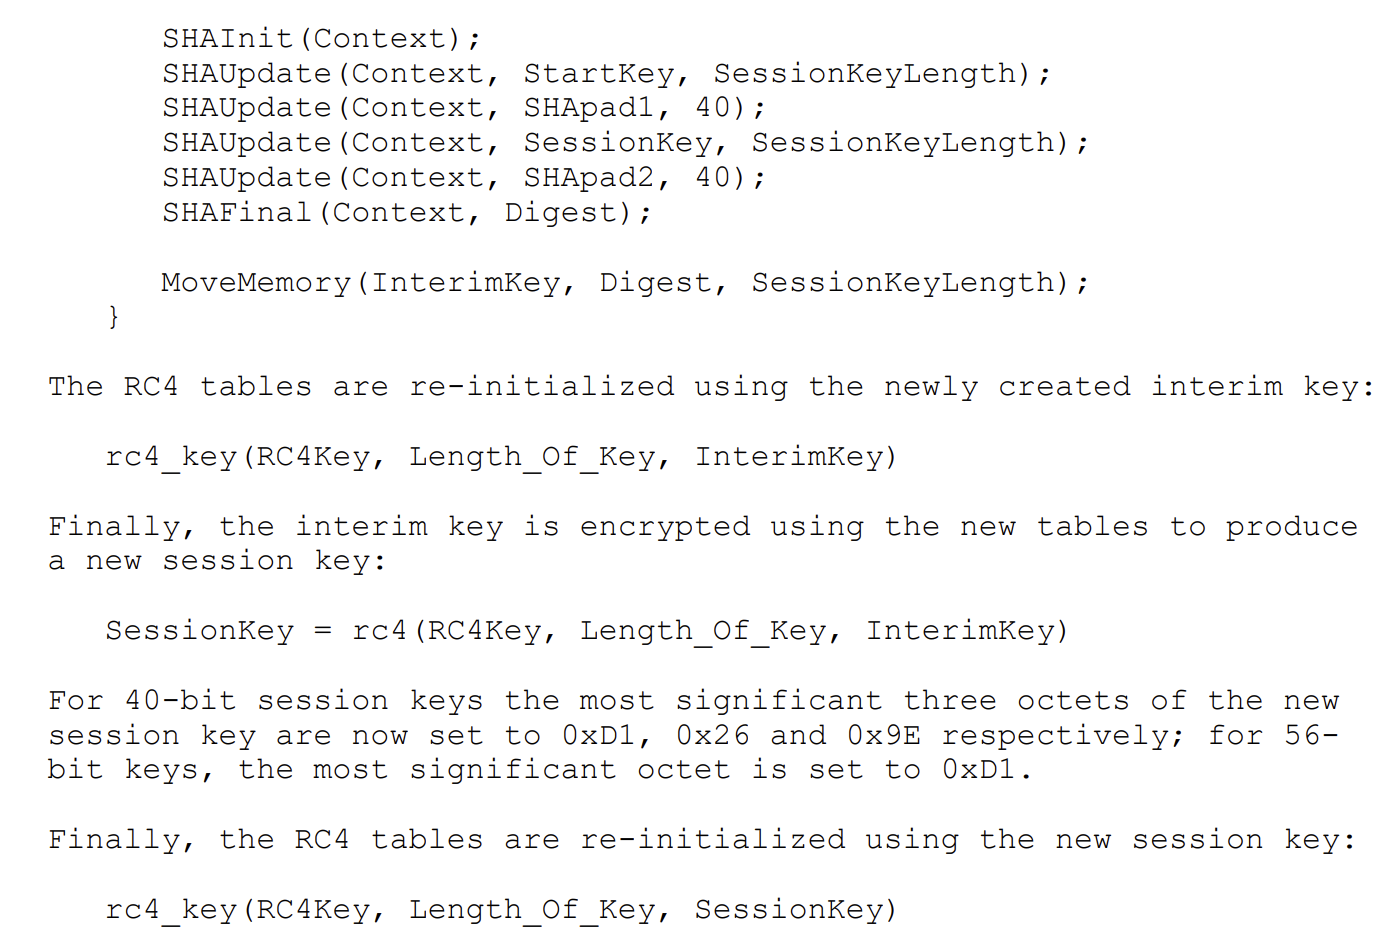 SHAInit(Context);
SHAUpdate(Context, StartKey, SessionKeyLength);
SHAUpdate(Context, SHApad1, 40);
SHAUpdate(Context, SessionKey, SessionKeyLength);
SHAUpdate(Context, SHApad2, 40);
SHAFinal(Context, Digest);
MoveMemory(InterimKey, Digest, SessionKeyLength);
}
The RC4 tables are re-initialized using the newly created interim key:
rc4_key(RC4Key, Length_Of_Key, InterimKey)
Finally, the interim key is encrypted using the new tables to produce
a new session key:
SessionKey = rc4(RC4Key, Length_Of_Key, InterimKey)
For 40-bit session keys the most significant three octets of the new
session key are now set to 0xD1, 0x26 and 0x9E respectively; for 56-
bit keys, the most significant octet is set to 0xD1.
Finally, the RC4 tables are re-initialized using the new session key:
rc4_key(RC4Key, Length_Of_Key, SessionKey)